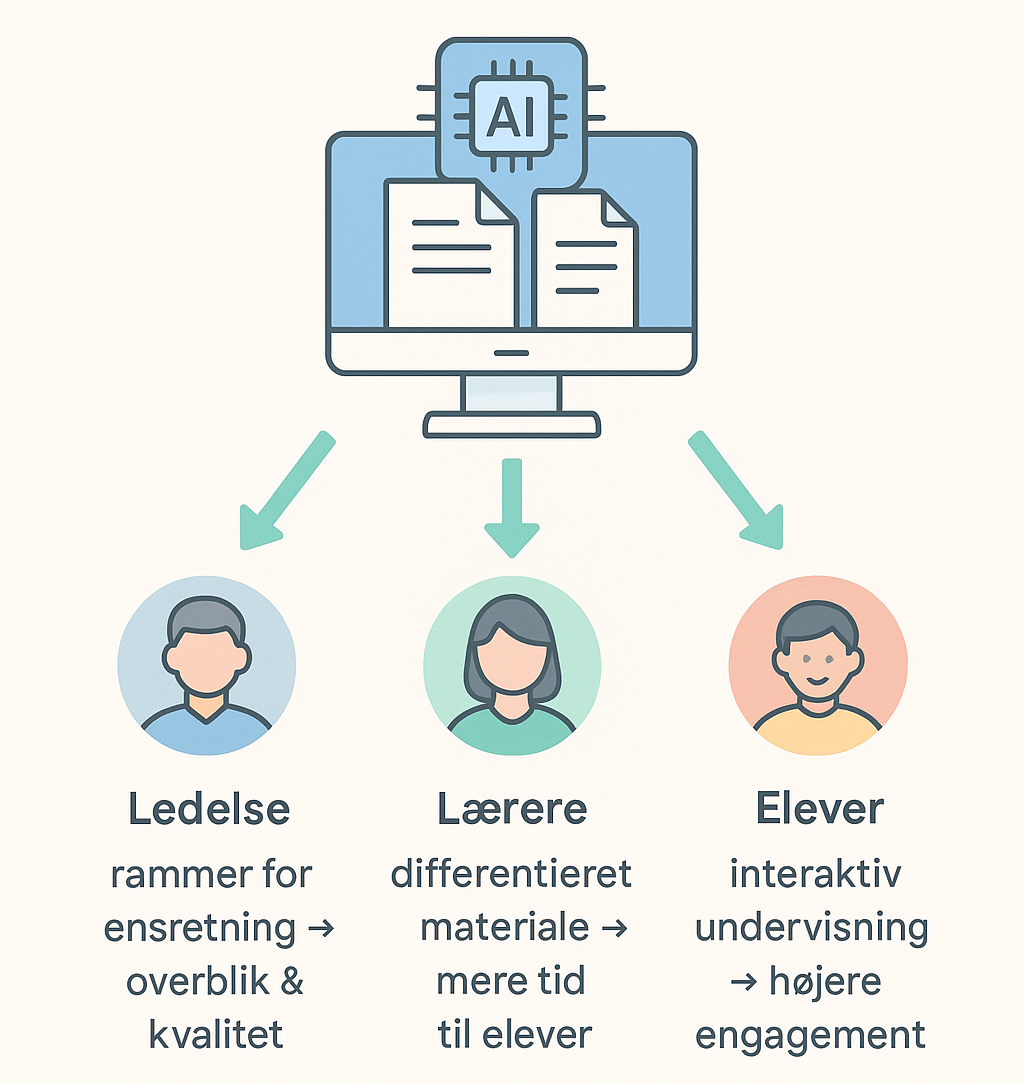 AI
Ledelse
rammer for
ensretning →
overblik &
kvalitet
Lærere
differentieret
materiale →
mere tid
til elever
Elever
interaktiv
undervisning
→ højere
engagement